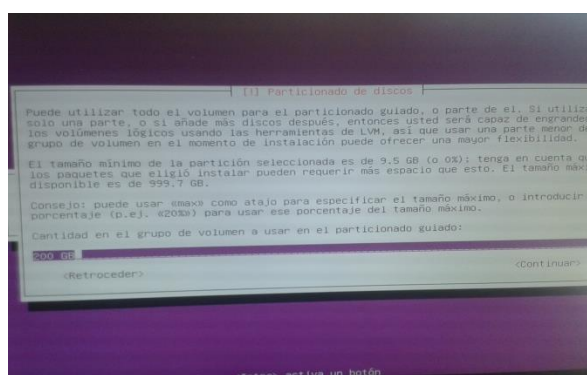 [!] Particionado de discos
Puede utilizar todo el volumen para el particionado guiado, o parte de él. Si utiliza
solo una parte, o si añade más discos después, entonces usted será capaz de engrandec
los volúmenes lógicos usando las herramientas de LVM, así que usar una parte menor de
grupo de volumen en el momento de instalación puede ofrecer una mayor flexibilidad.
El tamaño mínimo de la partición seleccionada es de 9.5 GB (o 0%); tenga en cuenta qu
los paquetes que eligió instalar pueden requerir más espacio que esto. El tamaño máxi
disponible es de 999.7 GB.
Consejo: puede usar «max» como atajo para especificar el tamaño máximo, o introducir
porcentaje (p.ej. «20%») para usar ese porcentaje del tamaño máximo.
Cantidad en el grupo de volumen a usar en el particionado guiado:
200 GB
<Retroceder> <Continuar>
activa un botón